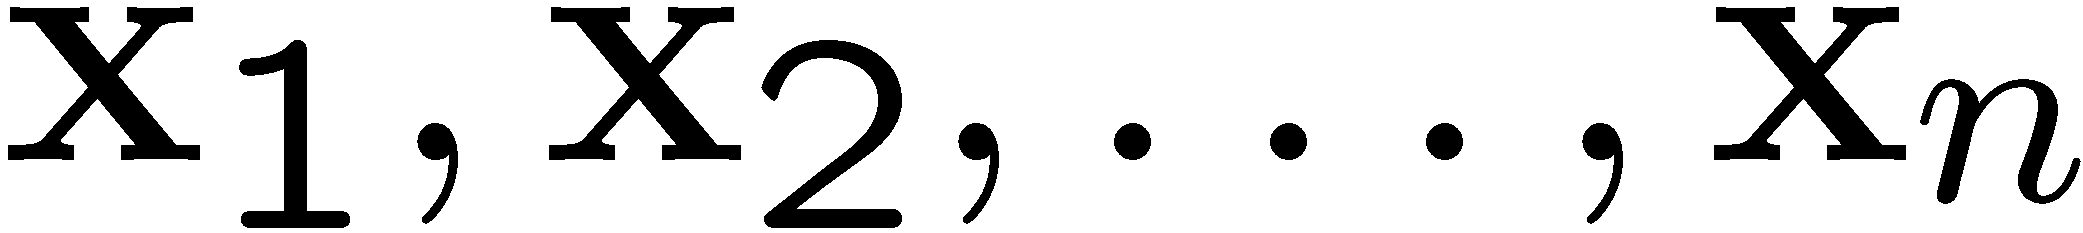 x₁, x₂, . . . , xₙ